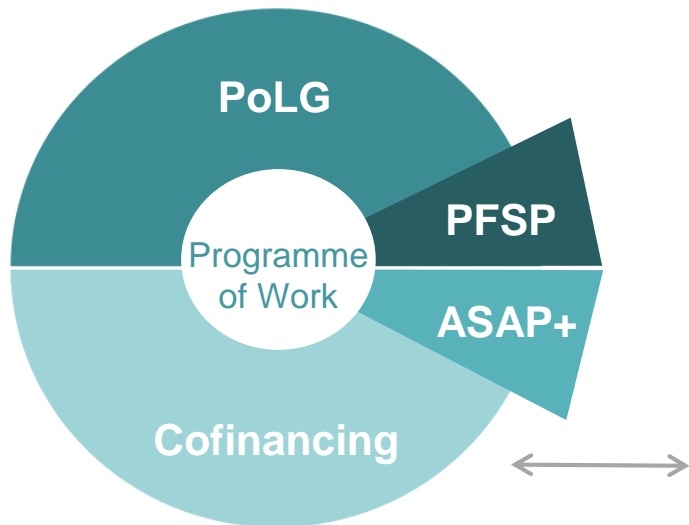 PoLG
PFSP
Programme
of Work
ASAP+
Cofinancing